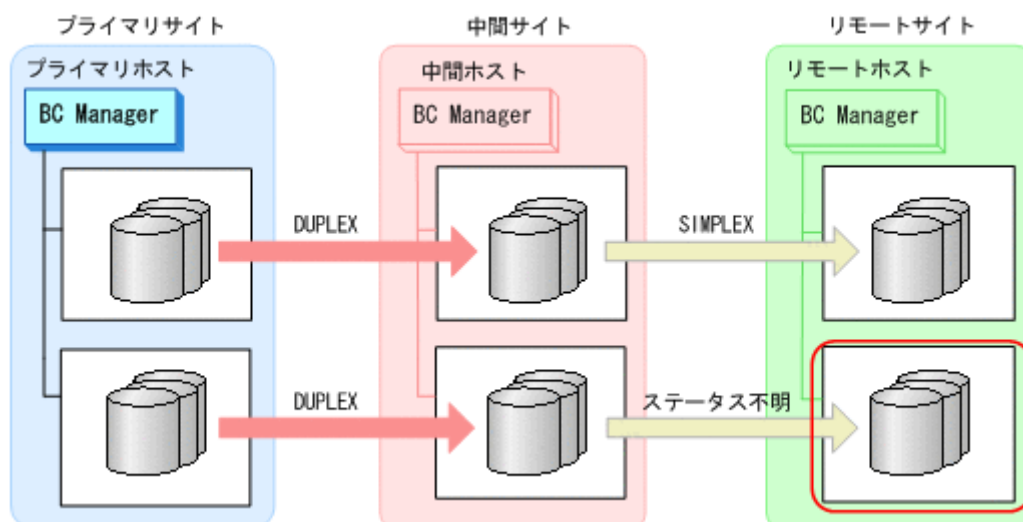 プライマリサイト
中間サイト
リモートサイト
プライマリホスト
中間ホスト
リモートホスト
BC Manager
BC Manager
BC Manager
DUPLEX
SIMPLEX
DUPLEX
ステータス不明